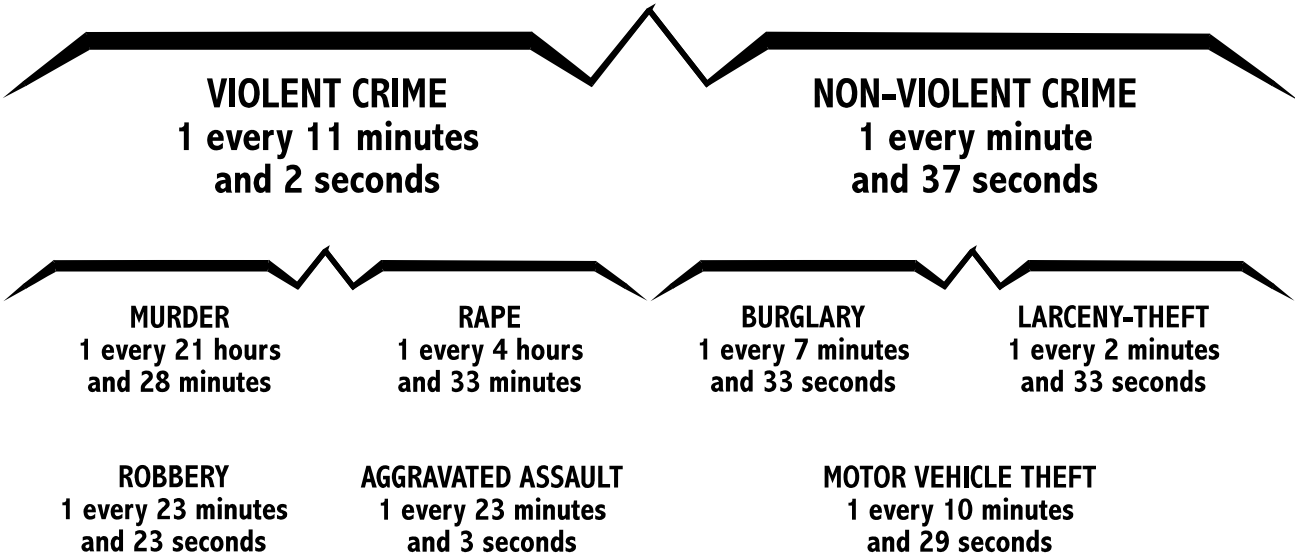 VIOLENT CRIME
1 every 11 minutes
and 2 seconds
NON-VIOLENT CRIME
1 every minute
and 37 seconds
MURDER
1 every 21 hours
and 28 minutes
RAPE
1 every 4 hours
and 33 minutes
BURGLARY
1 every 7 minutes
and 33 seconds
LARCENY-THEFT
1 every 2 minutes
and 33 seconds
ROBBERY
1 every 23 minutes
and 23 seconds
AGGRAVATED ASSAULT
1 every 23 minutes
and 3 seconds
MOTOR VEHICLE THEFT
1 every 10 minutes
and 29 seconds